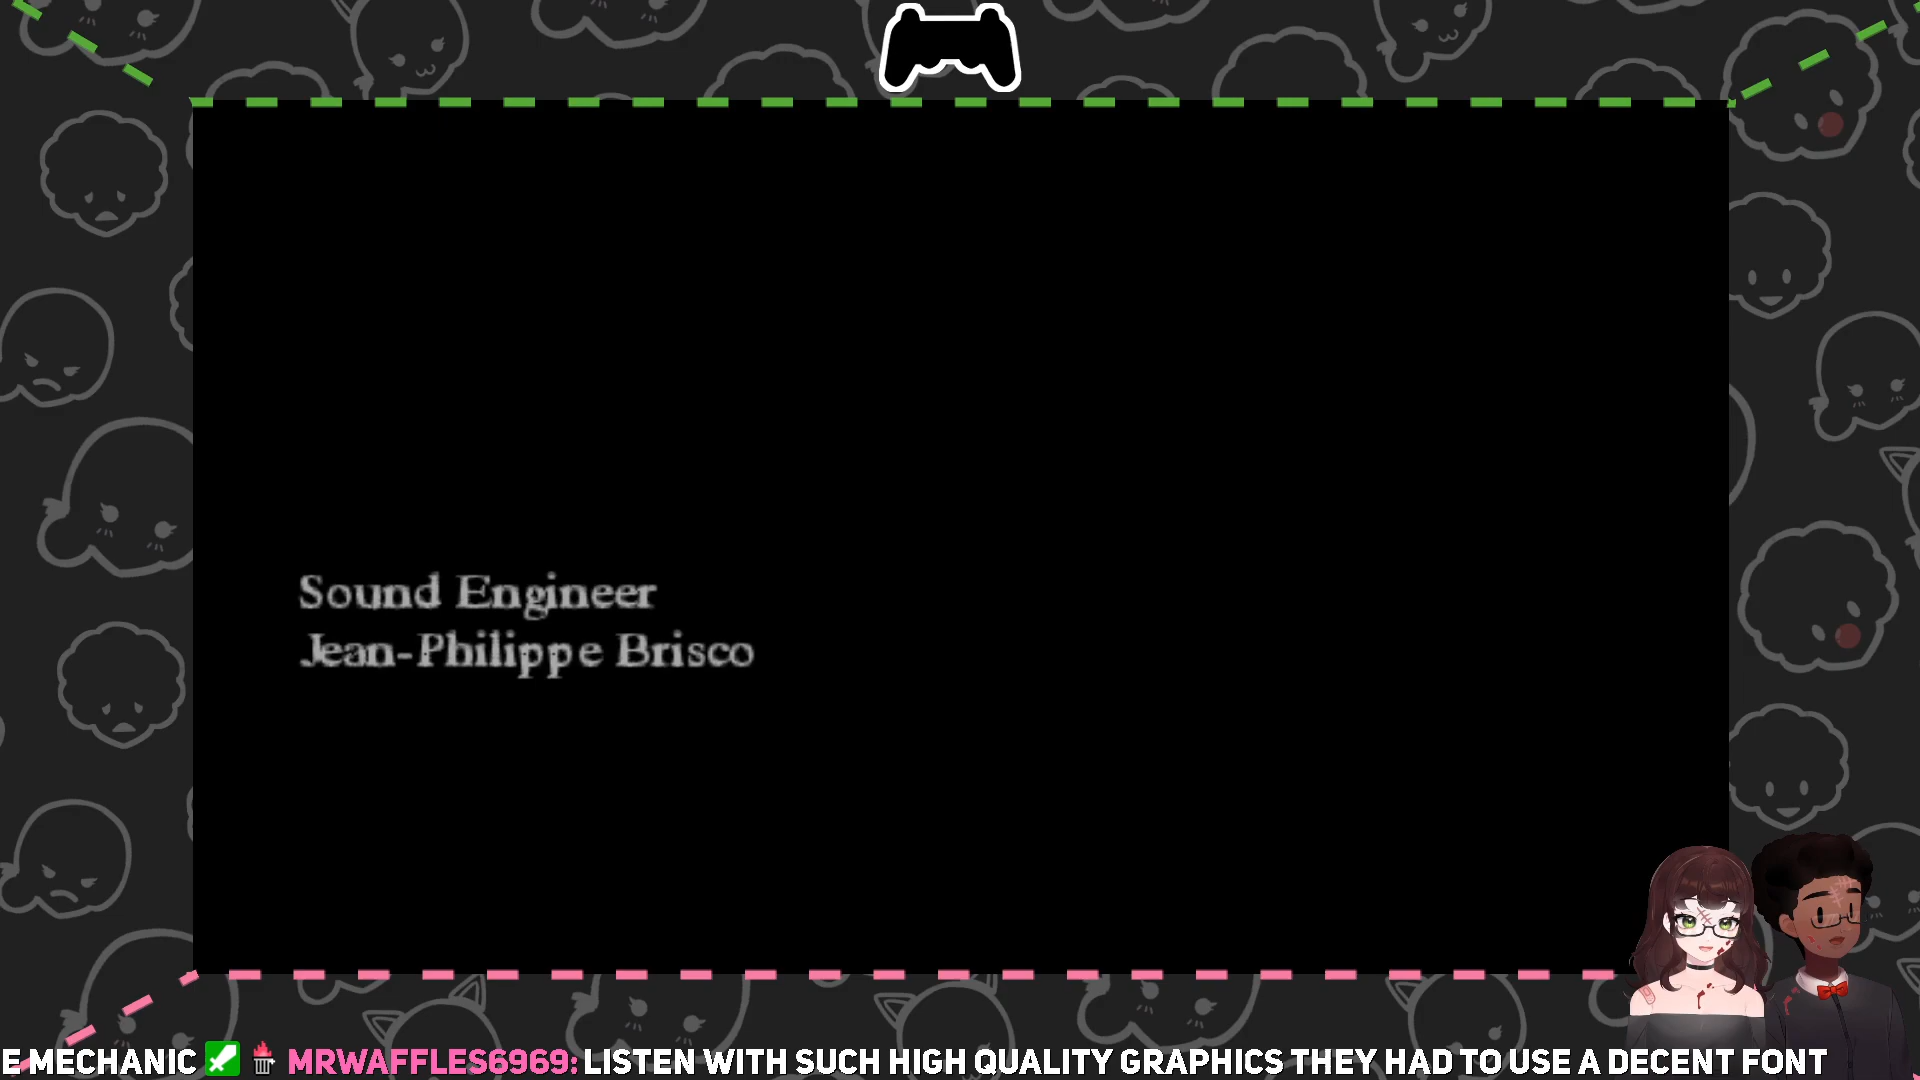 Sound Engineer
Jean-Philippe Brisco
E MECHANIC MRWAFFLES6969: LISTEN WITH SUCH HIGH QUALITY GRAPHICS THEY HAD TO USE A DECENT FONT